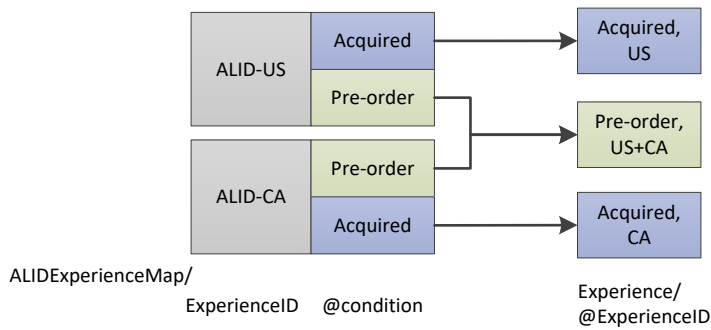 ALID-US
Acquired
Pre-order
ALID-CA
Pre-order
Acquired
Acquired,
US
Pre-order,
US+CA
Acquired,
CA
ALIDExperienceMap/
ExperienceID
@condition
Experience/
@ExperienceID